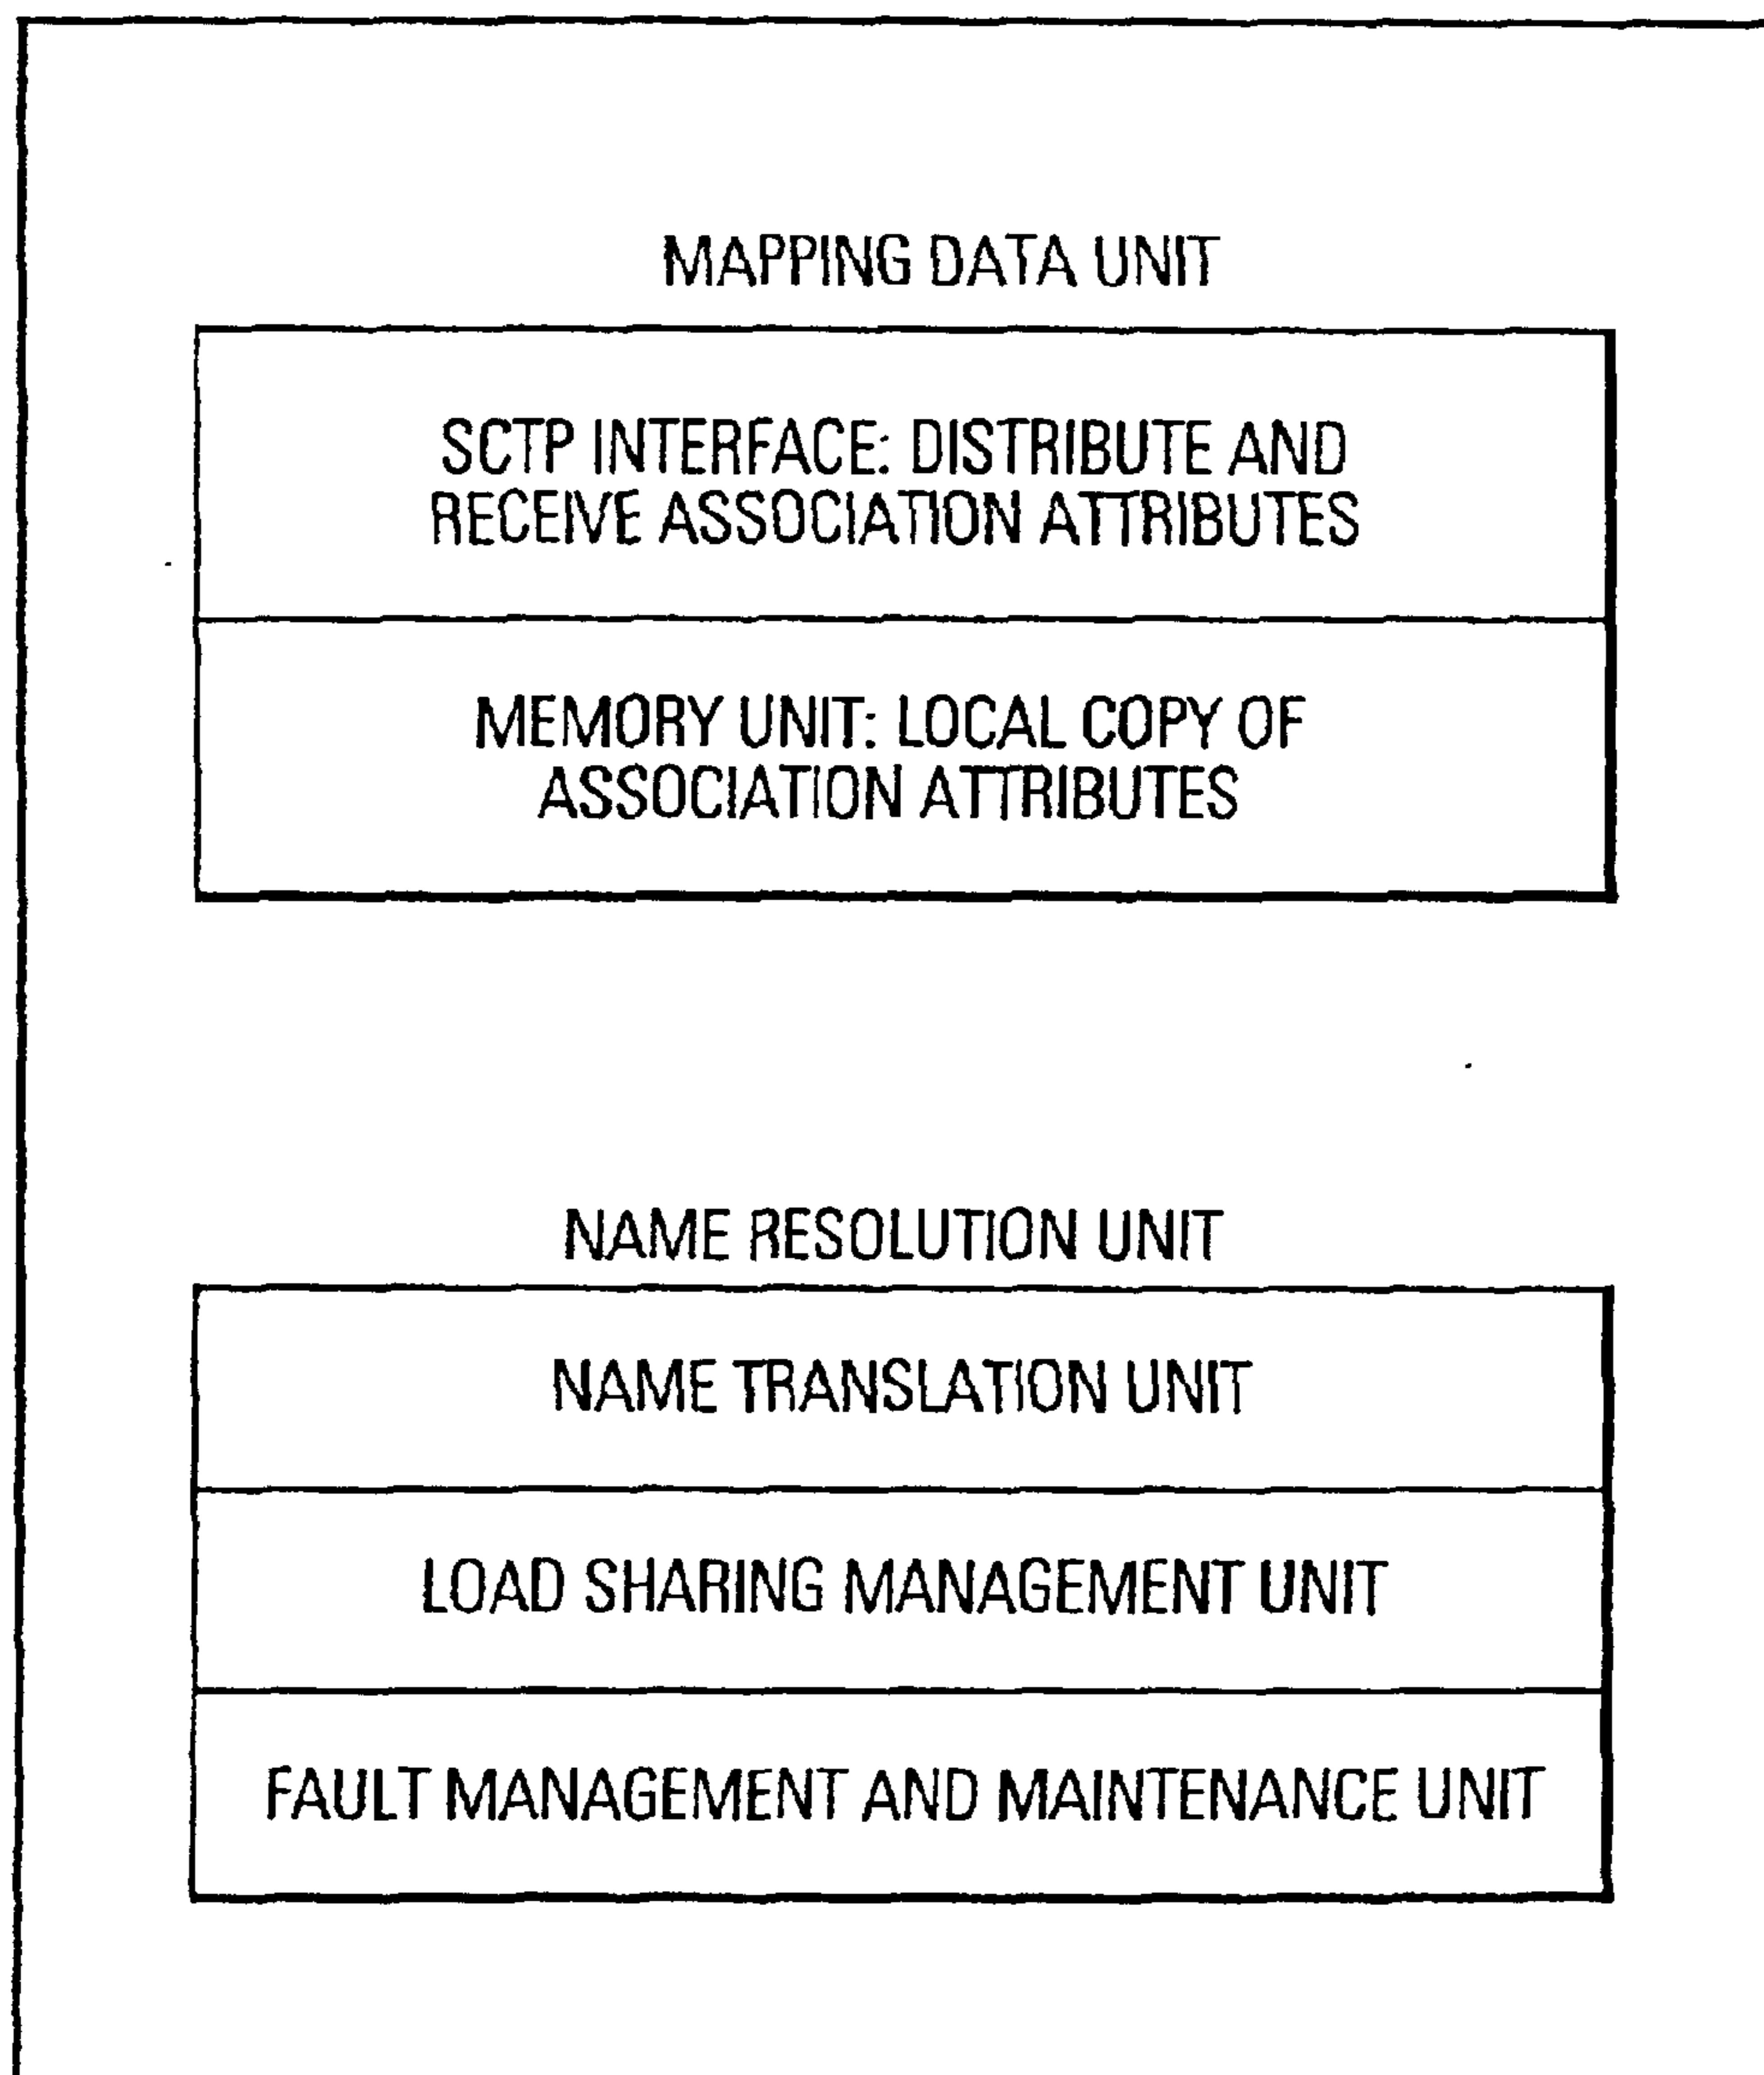 MAPPING DATA UNIT
SCTP INTERFACE: DISTRIBUTE AND
RECEIVE ASSOCIATION ATTRIBUTES
MEMORY UNIT: LOCAL COPY OF
ASSOCIATION ATTRIBUTES
NAME RESOLUTION UNIT
NAME TRANSLATION UNIT
LOAD SHARING MANAGEMENT UNIT
FAULT MANAGEMENT AND MAINTENANCE UNIT